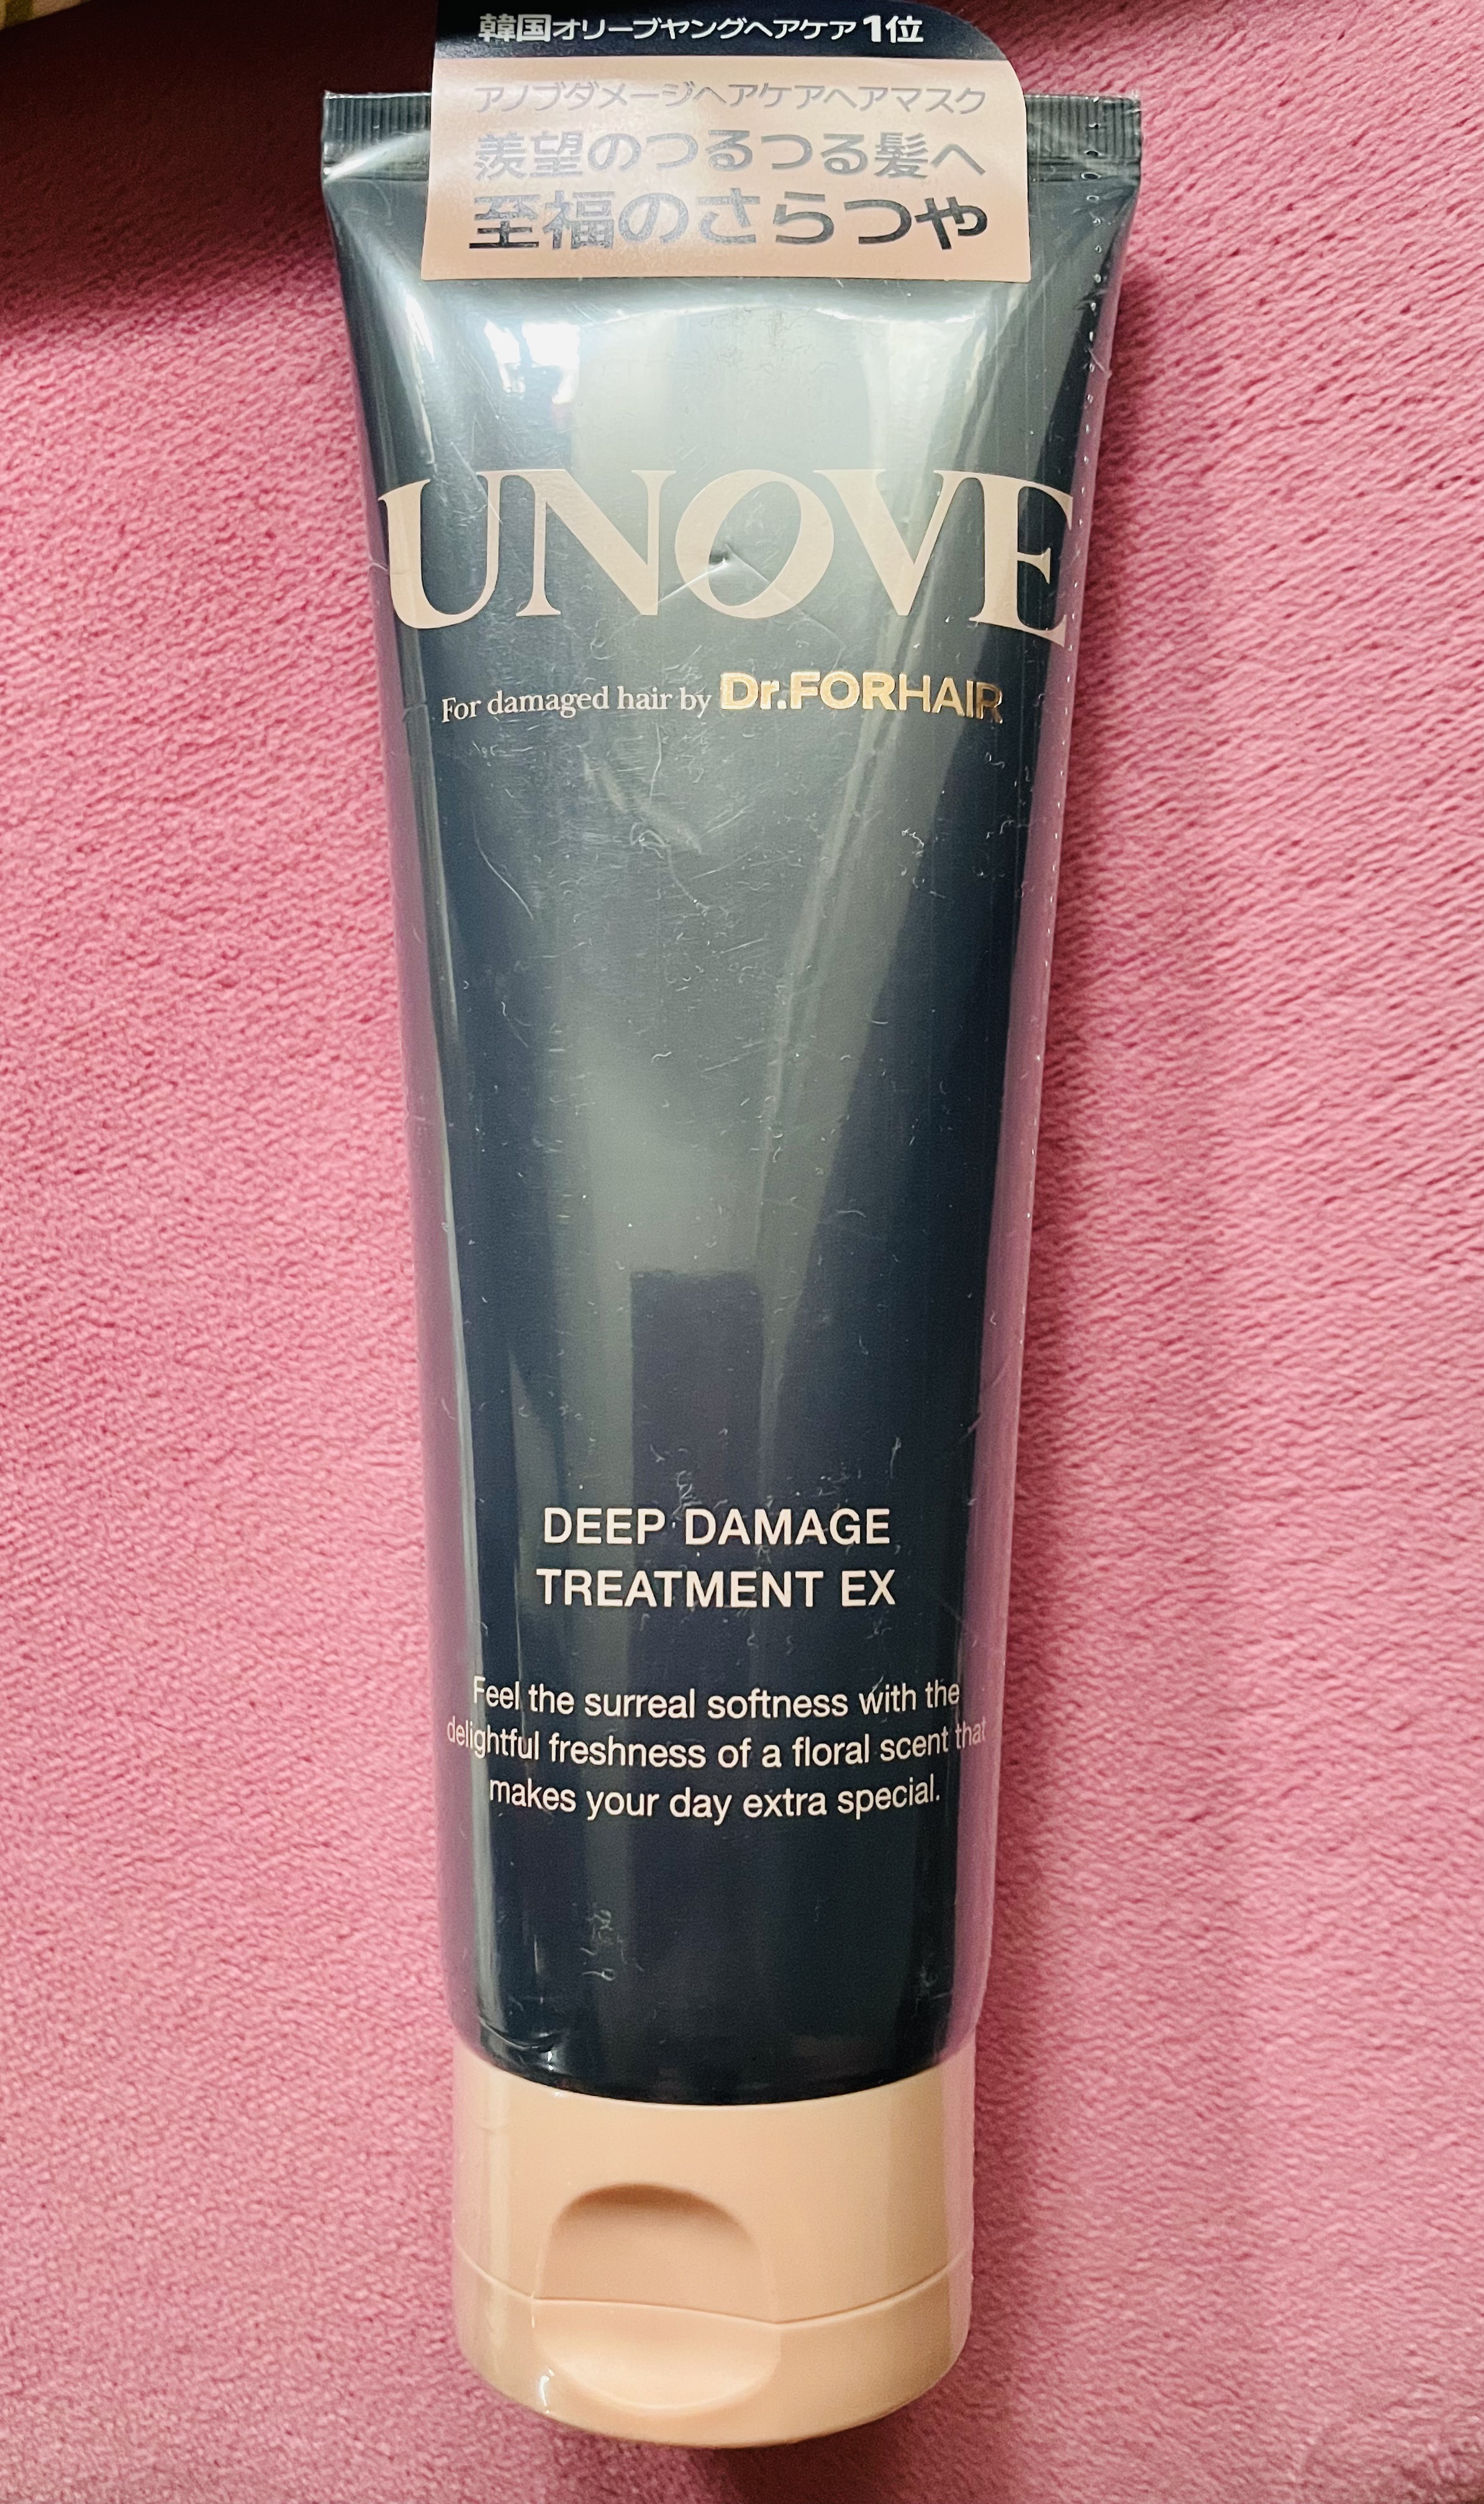 韓国オリーブヤングヘアケア1位
アノブダメージヘアケアヘアマスク
羨望のつるつる髪へ
至福のさらつや
UNOVE
For damaged hair by Dr.FORHAIR
DEEP DAMAGE
TREATMENT EX
Feel the surreal softness with the
delightful freshness of a floral scent that
makes your day extra special.